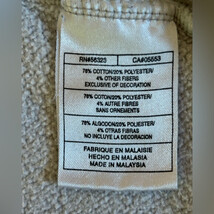 RN#56323 CA#05553
76% COTTON/20% POLYESTER/
4% OTHER FIBERS
EXCLUSIVE OF DECORATION
76% COTON/20% POLYESTER/
4% AUTRE FIBRES
SANS ORNEMENTS
76% ALGODON/20% POLYESTER/
4% OTRAS FIBRAS
NO INCLUYE LA DECORACION
FABRIQUE EN MALAISIE
HECHO EN MALASIA
MADE IN MALAYSIA